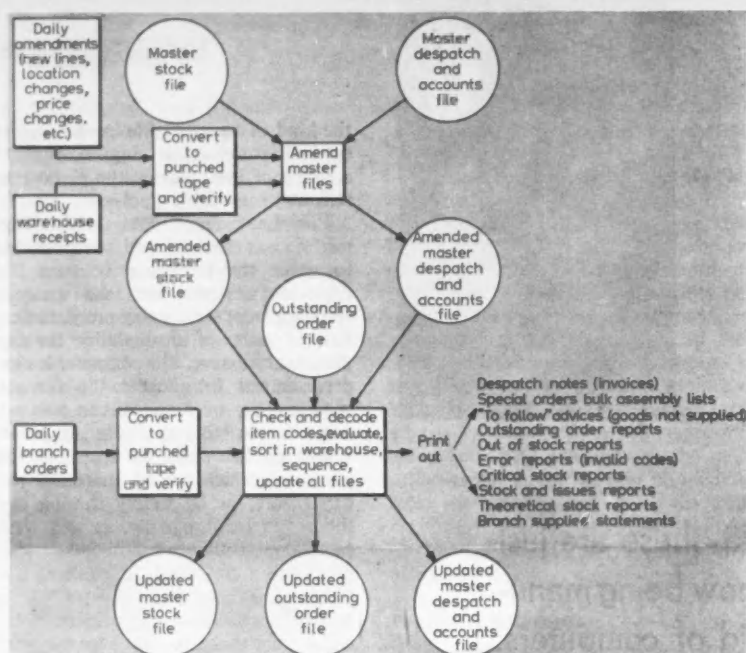 Daily
amendments
(new lines,
location
changes,
price
changes,
etc.)
Master
stock
file
Master
despatch
and
accounts
file
Convert
to
punched
tape
and verify
Amend
master
files
Daily
warehouse
receipts
Amended
master
stock
file
Amended
master
despatch
and
accounts
file
Outstanding
order
file
Daily
branch
orders
Convert
to
punched
tape
and verify
Check and decode
item codes, evaluate,
sort in warehouse,
sequence,
update all files
Print
out
Despatch notes (invoices)
Special orders bulk assembly lists
"To follow" advices (goods not supplied)
Outstanding order reports
Out of stock reports
Error reports (invalid codes)
Critical stock reports
Stock and issues reports
Theoretical stock reports
Branch supplies statements
Updated
master
stock
file
Updated
outstanding
order
file
Updated
master
despatch
and
accounts
file